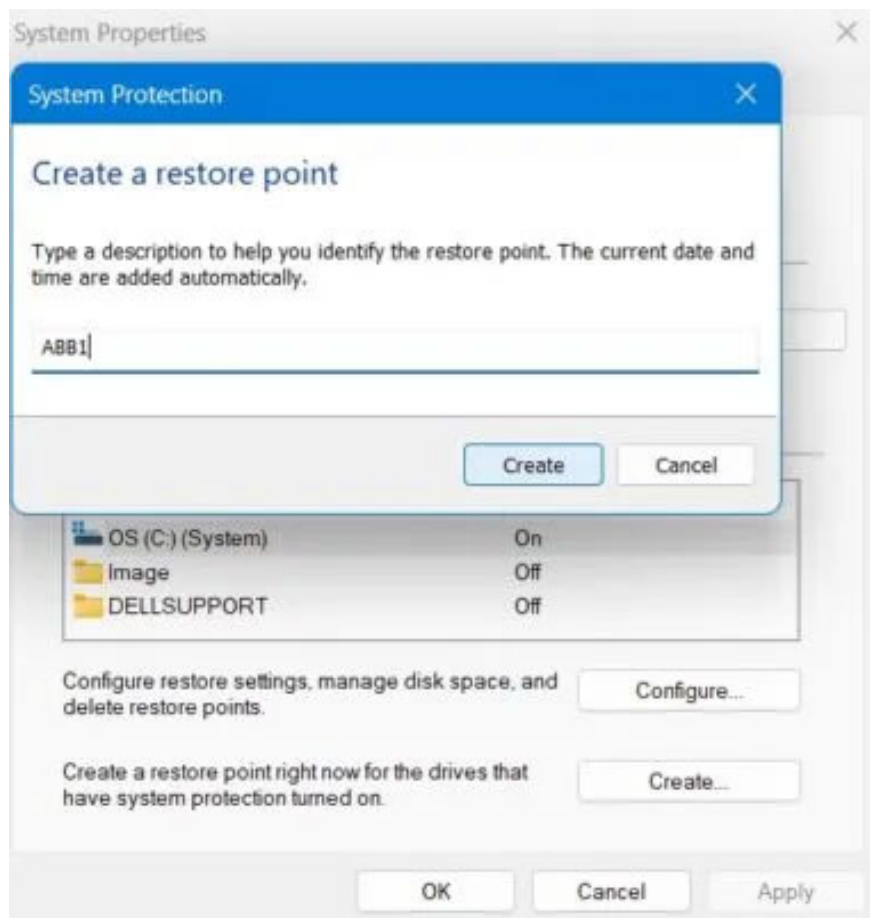 System Properties
System Protection
Create a restore point
Type a description to help you identify the restore point. The current date and
time are added automatically.
ABB1
Create
Cancel
OS (C:) (System)
On
Image
Off
DELLSUPPORT
Off
Configure restore settings, manage disk space, and
delete restore points.
Configure...
Create a restore point right now for the drives that
have system protection turned on.
Create...
OK
Cancel
Apply